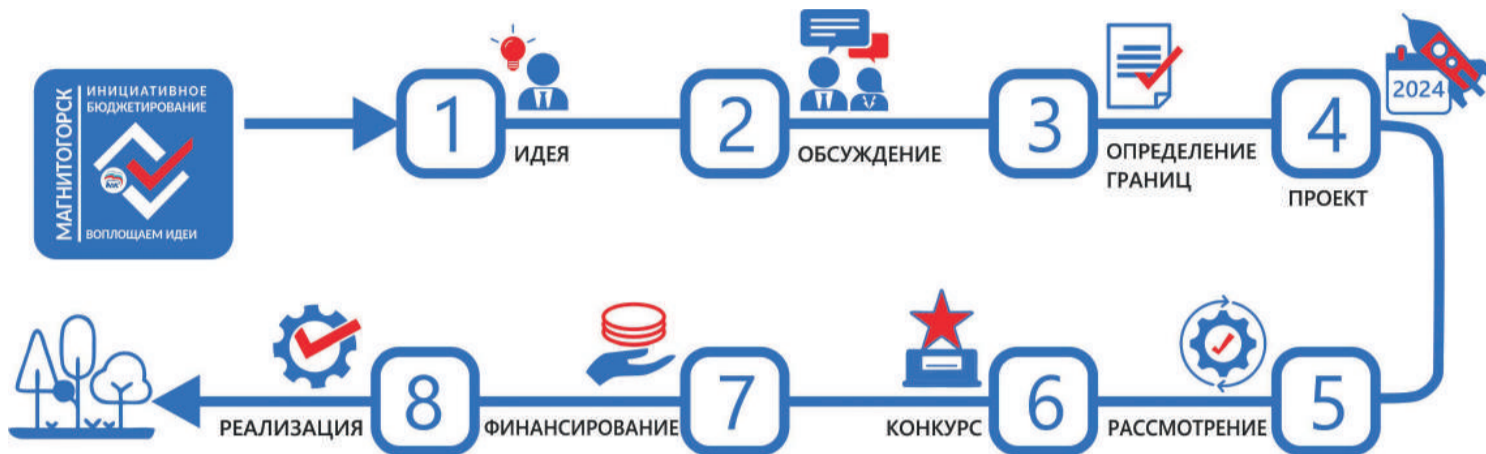 МАГНИТОГОРСК
ИНИЦИАТИВНОЕ
БЮДЖЕТИРОВАНИЕ
ВОПЛОЩАЕМ ИДЕИ
1
ИДЕЯ
2
ОБСУЖДЕНИЕ
3
ОПРЕДЕЛЕНИЕ
ГРАНИЦ
4
ПРОЕКТ
2024
5
РАССМОТРЕНИЕ
6
КОНКУРС
7
ФИНАНСИРОВАНИЕ
8
РЕАЛИЗАЦИЯ